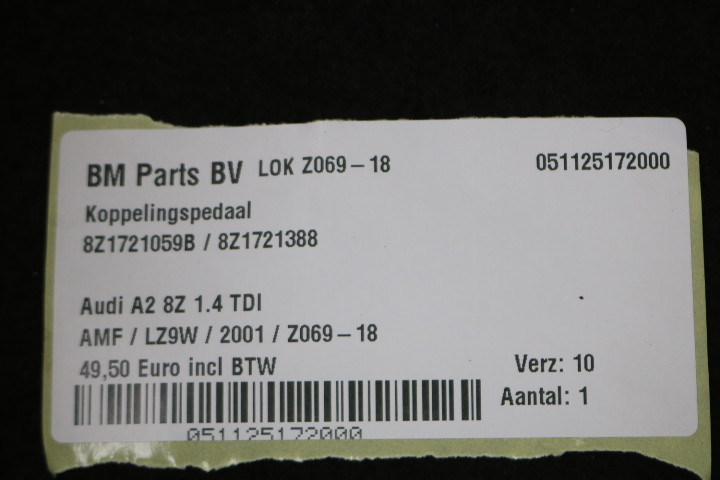 BM Parts BV LOK Z069-18 051125172000
Koppelingspedaal
8Z1721059B / 8Z1721388
Audi A2 8Z 1.4 TDI
AMF / LZ9W / 2001 / Z069-18
49,50 Euro incl BTW Verz: 10
Aantal: 1
051125172000